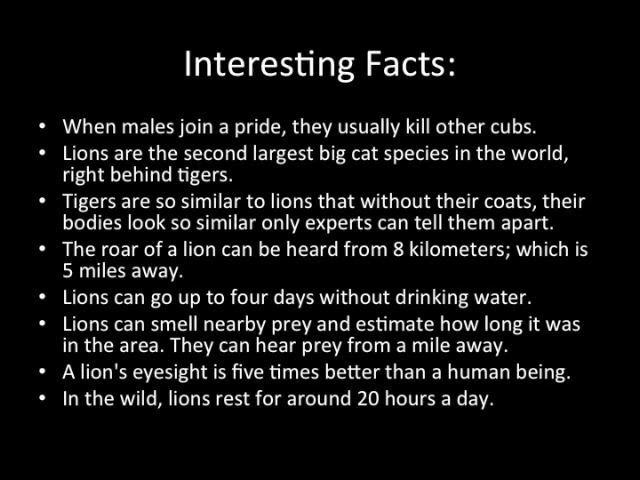 Interesting Facts:
• When males join a pride, they usually kill other cubs.
• Lions are the second largest big cat species in the world,
right behind tigers.
• Tigers are so similar to lions that without their coats, their
bodies look so similar only experts can tell them apart.
• The roar of a lion can be heard from 8 kilometers; which is
5 miles away.
• Lions can go up to four days without drinking water.
• Lions can smell nearby prey and estimate how long it was
in the area. They can hear prey from a mile away.
• A lion's eyesight is five times better than a human being.
• In the wild, lions rest for around 20 hours a day.